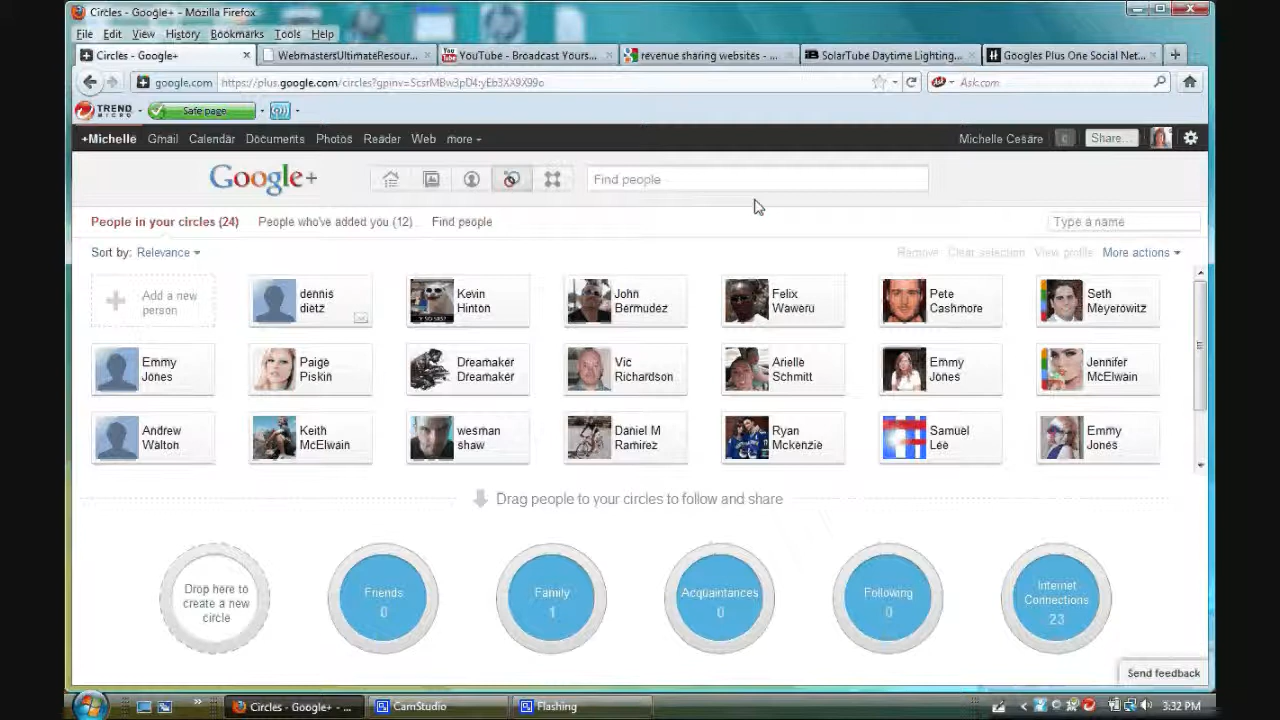 Circles - Google+ - Mozilla Firefox
File Edit View History Bookmarks Tools Help
Circles - Google+ WebmastersUltimateResour... YouTube - Broadcast Yours... revenue sharing websites - ... SolarTube Daytime Lighting... Googles Plus One Social Net...
google.com https://plus.google.com/circles?gpinv=ScsrMBw3pD4:yEb3XX9X99o Ask.com
TREND MICRO Safe page
+Michelle Gmail Calendar Documents Photos Reader Web more Michelle Cesare 0 Share...
Google+ Find people
People in your circles (24) People who've added you (12) Find people Type a name
Sort by: Relevance Remove Clear selection View profile More actions
Add a new person
dennis dietz
Kevin Hinton
Y SO SRS?
John Bermudez
Felix Waweru
Pete Cashmore
Seth Meyerowitz
Emmy Jones
Paige Piskin
Dreamaker Dreamaker
Vic Richardson
Arielle Schmitt
Emmy Jones
Jennifer McElwain
Andrew Walton
Keith McElwain
wesman shaw
Daniel M Ramirez
Ryan Mckenzie
Samuel Lee
Emmy Jones
Drag people to your circles to follow and share
Drop here to create a new circle
Friends 0
Family 1
Acquaintances 0
Following 0
Internet Connections 23
Send feedback
Circles - Google+ - ... CamStudio Flashing 3:32 PM